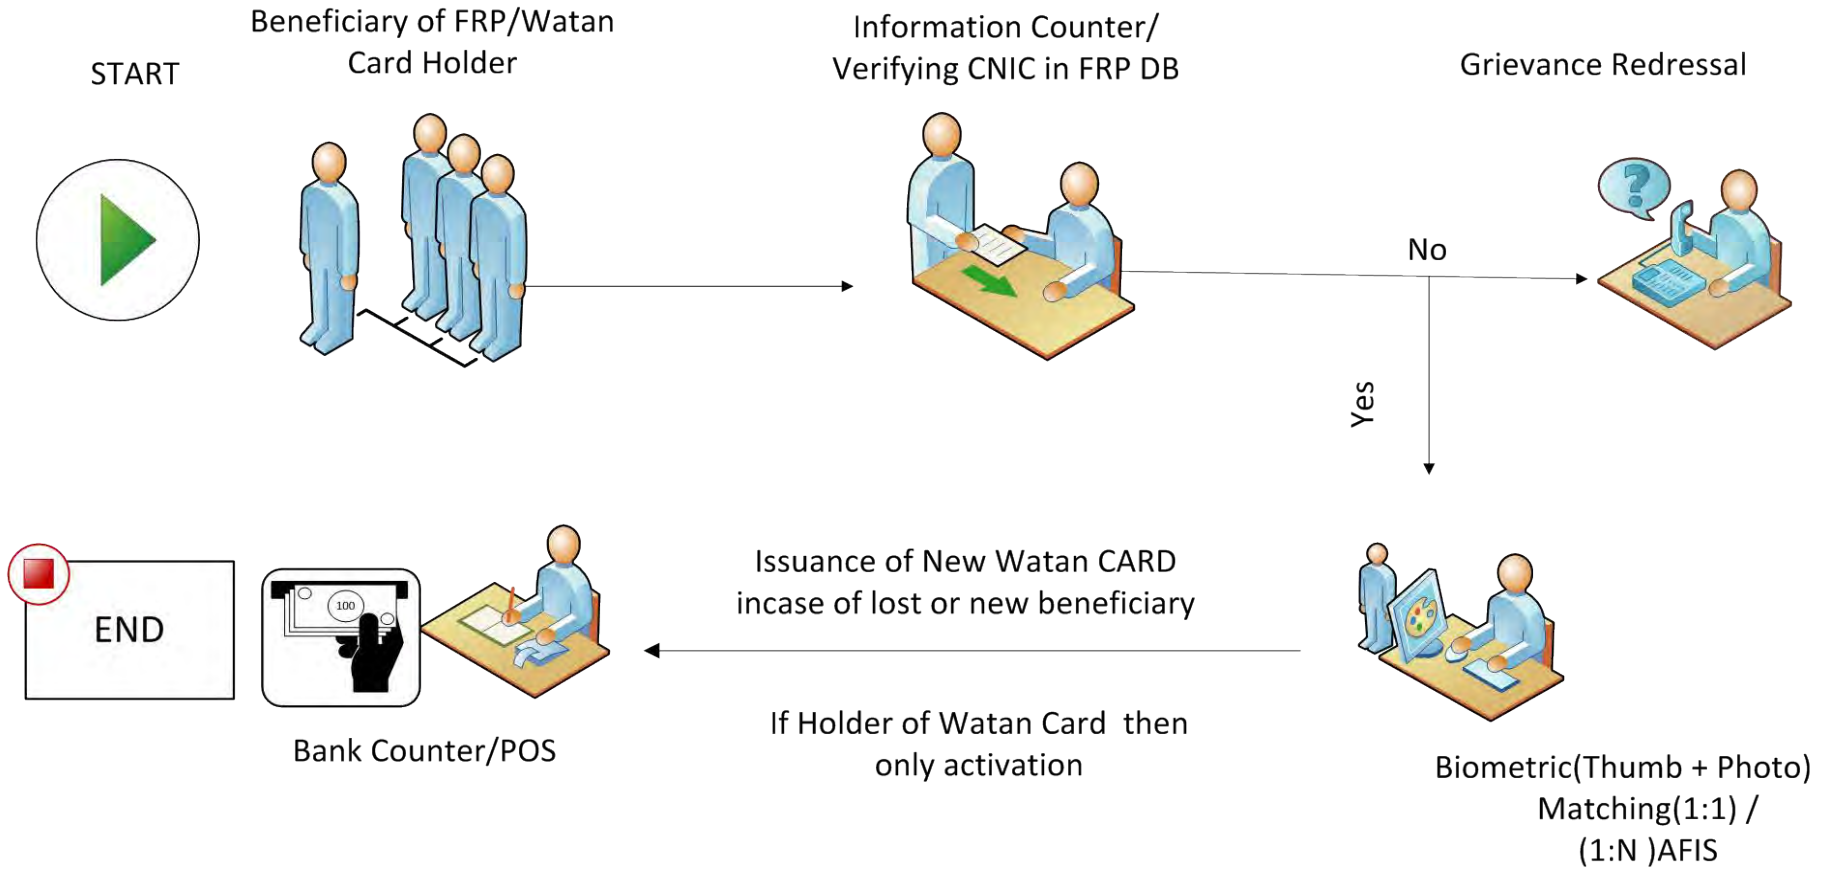 START
Beneficiary of FRP/Watan
Card Holder
Information Counter/
Verifying CNIC in FRP DB
Grievance Redressal
?
No
Yes
END
100
Bank Counter/POS
Issuance of New Watan CARD
incase of lost or new beneficiary
If Holder of Watan Card  then
only activation
Biometric(Thumb + Photo)
Matching(1:1) /
(1:N )AFIS